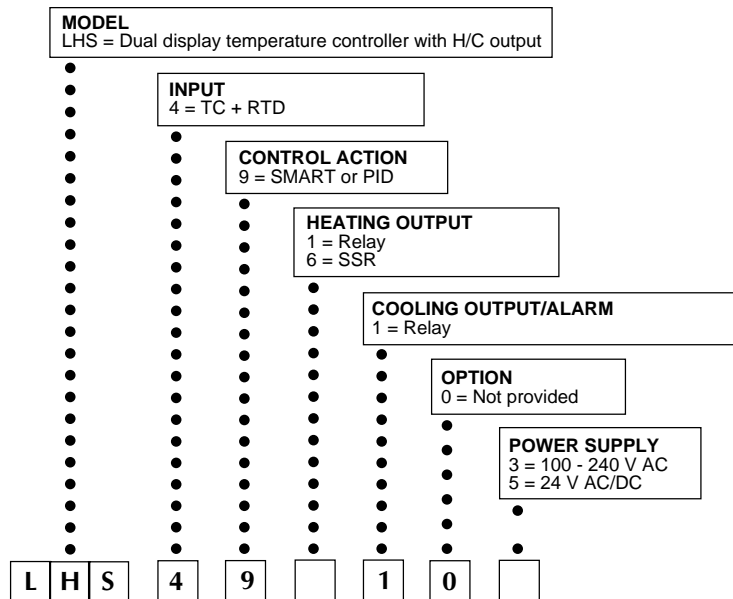 MODEL
LHS = Dual display temperature controller with H/C output
INPUT
4 = TC + RTD
CONTROL ACTION
9 = SMART or PID
HEATING OUTPUT
1 = Relay
6 = SSR
COOLING OUTPUT/ALARM
1 = Relay
OPTION
0 = Not provided
POWER SUPPLY
3 = 100 - 240 V AC
5 = 24 V AC/DC
L H S 4 9 1 0